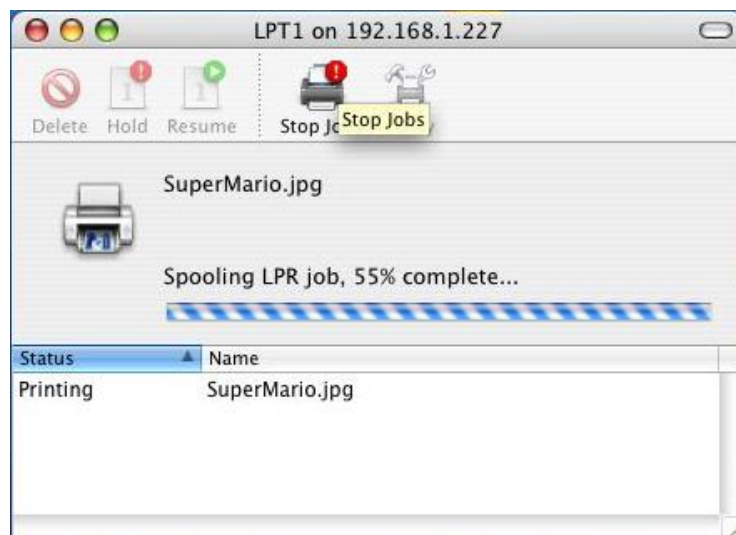 LPT1 on 192.168.1.227
Delete Hold Resume Stop Jo
Stop Jobs
SuperMario.jpg
Spooling LPR job, 55% complete...
Status Name
Printing SuperMario.jpg